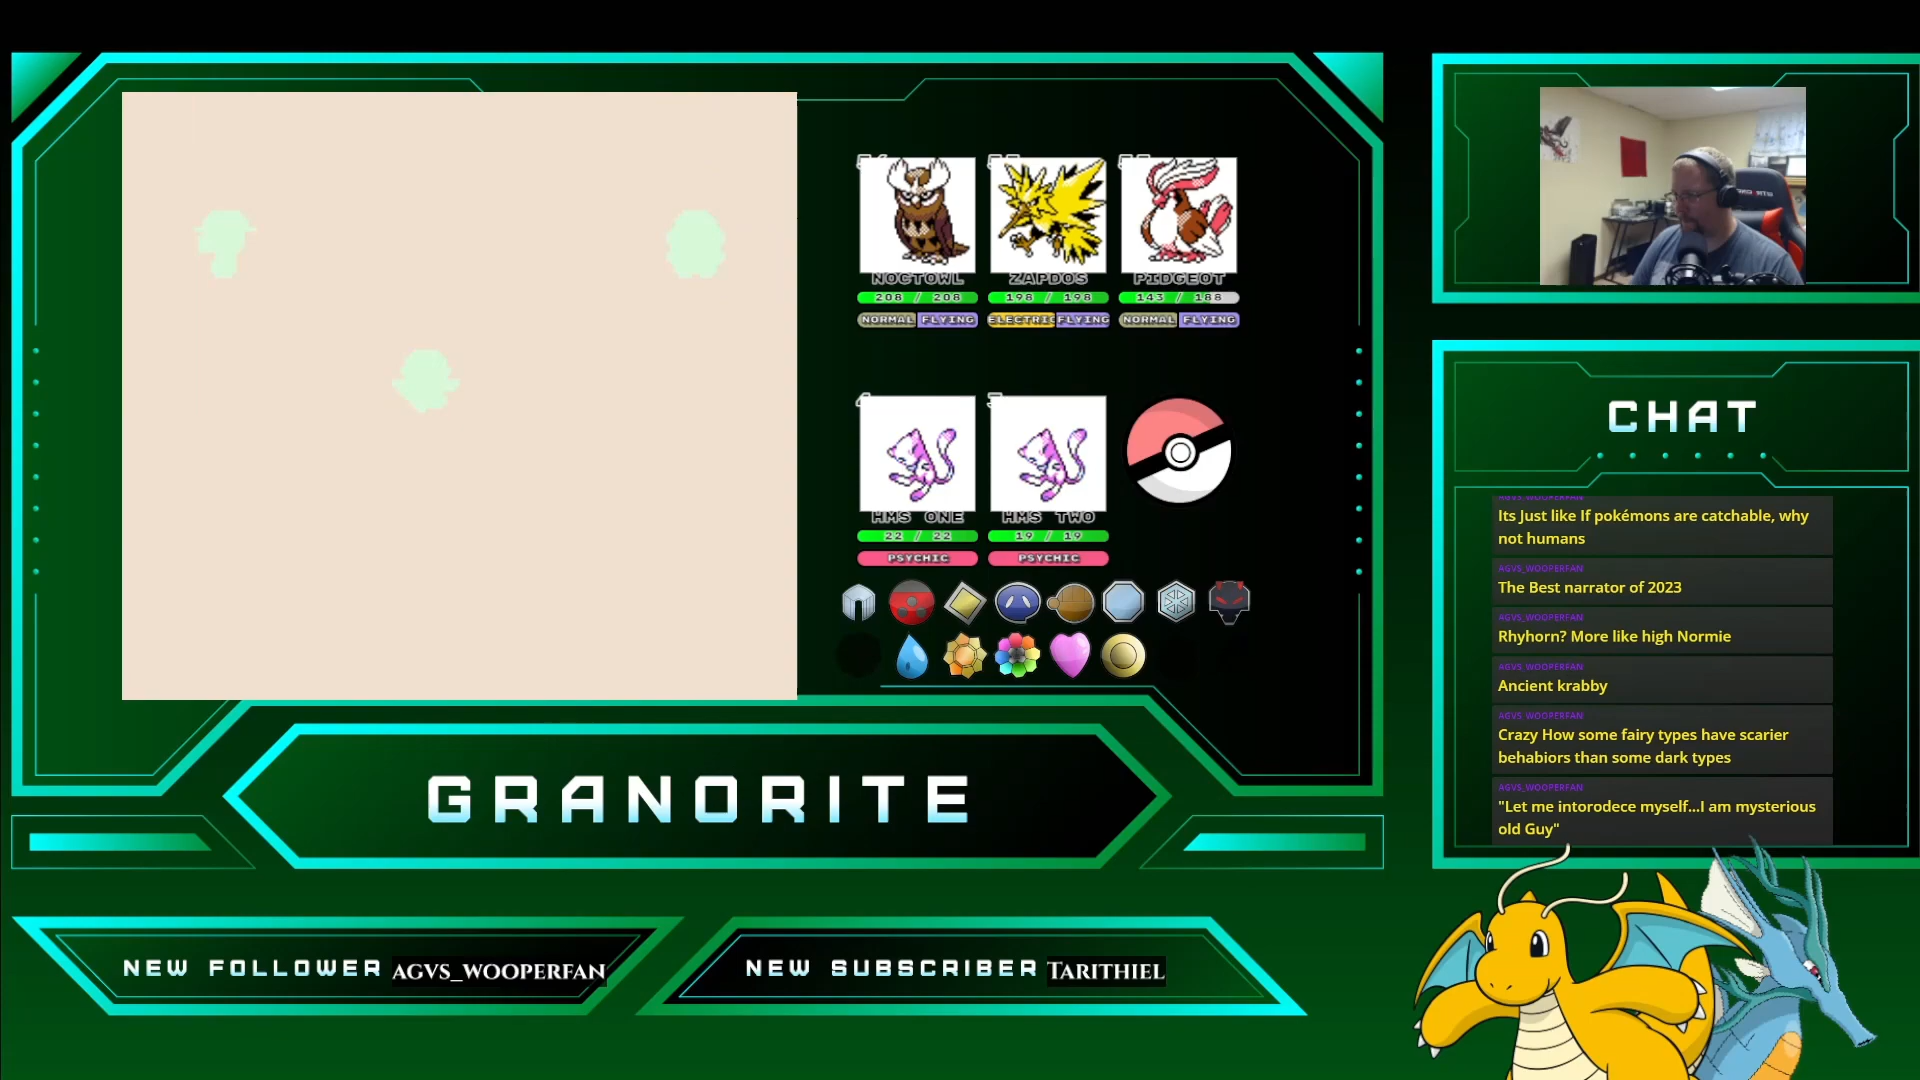 NOCTOWL
208 / 208
NORMAL FLYING
ZAPDOS
198 / 198
ELECTRIC FLYING
PIDGEOT
143 / 188
NORMAL FLYING
HMS ONE
22 / 22
PSYCHIC
HMS TWO
19 / 19
PSYCHIC
GRANORITE
NEW FOLLOWER AGVS_WOOPERFAN
NEW SUBSCRIBER TARITHIEL
CHAT
AGVS_WOOPERFAN
Its Just like If pokémons are catchable, why
not humans
AGVS_WOOPERFAN
The Best narrator of 2023
AGVS_WOOPERFAN
Rhyhorn? More like high Normie
AGVS_WOOPERFAN
Ancient krabby
AGVS_WOOPERFAN
Crazy How some fairy types have scarier
behabiors than some dark types
AGVS_WOOPERFAN
"Let me intorodece myself...I am mysterious
old Guy"